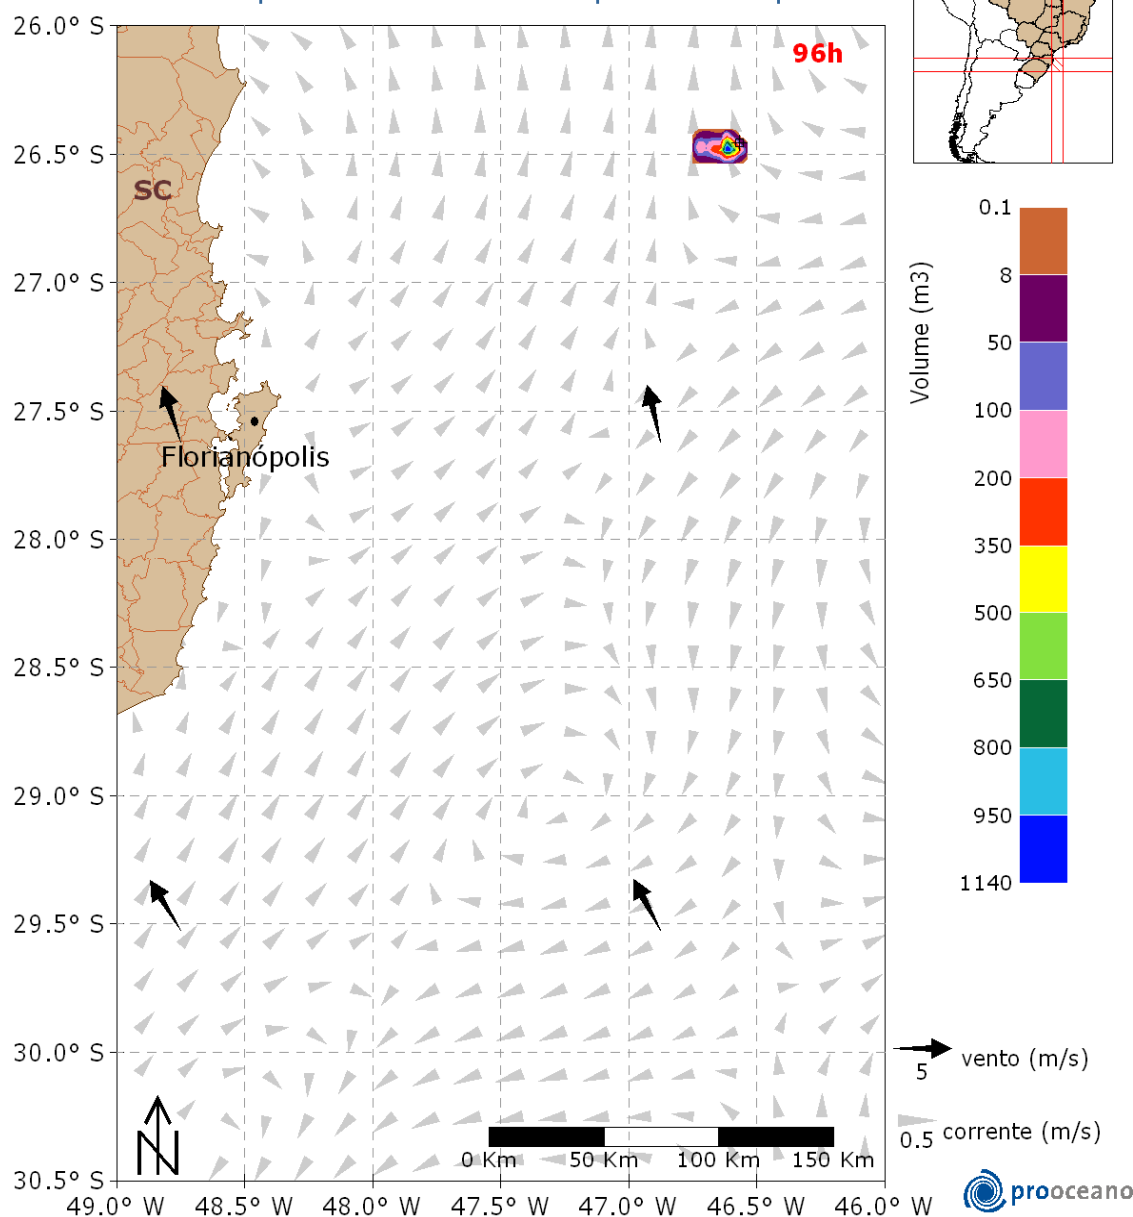 26.0° S
96h
26.5° S
SC
0.1
27.0° S
8
Volume (m3)
50
27.5° S
100
Florianópolis
200
28.0° S
350
500
28.5° S
650
800
29.0° S
950
1140
29.5° S
30.0° S
vento (m/s)
5
corrente (m/s)
0.5
N
0 Km 50 Km 100 Km 150 Km
30.5° S
prooceano
49.0° W 48.5° W 48.0° W 47.5° W 47.0° W 46.5° W 46.0° W